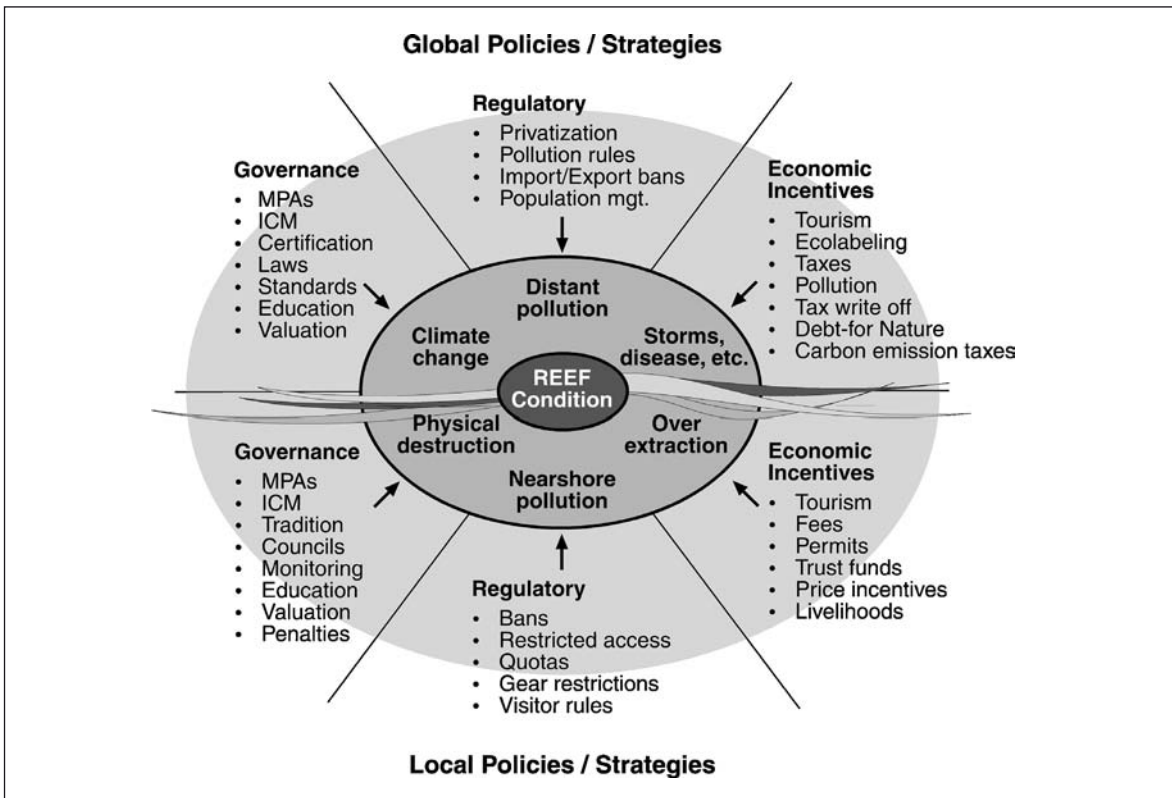 Global Policies / Strategies
Regulatory
• Privatization
• Pollution rules
• Import/Export bans
• Population mgt.
Governance
• MPAs
• ICM
• Certification
• Laws
• Standards
• Education
• Valuation
Economic
Incentives
• Tourism
• Ecolabeling
• Taxes
• Pollution
• Tax write off
• Debt-for Nature
• Carbon emission taxes
Distant
pollution
Climate
change
Storms,
disease, etc.
REEF
Condition
Physical
destruction
Over
extraction
Nearshore
pollution
Governance
• MPAs
• ICM
• Tradition
• Councils
• Monitoring
• Education
• Valuation
• Penalties
Regulatory
• Bans
• Restricted access
• Quotas
• Gear restrictions
• Visitor rules
Economic
Incentives
• Tourism
• Fees
• Permits
• Trust funds
• Price incentives
• Livelihoods
Local Policies / Strategies